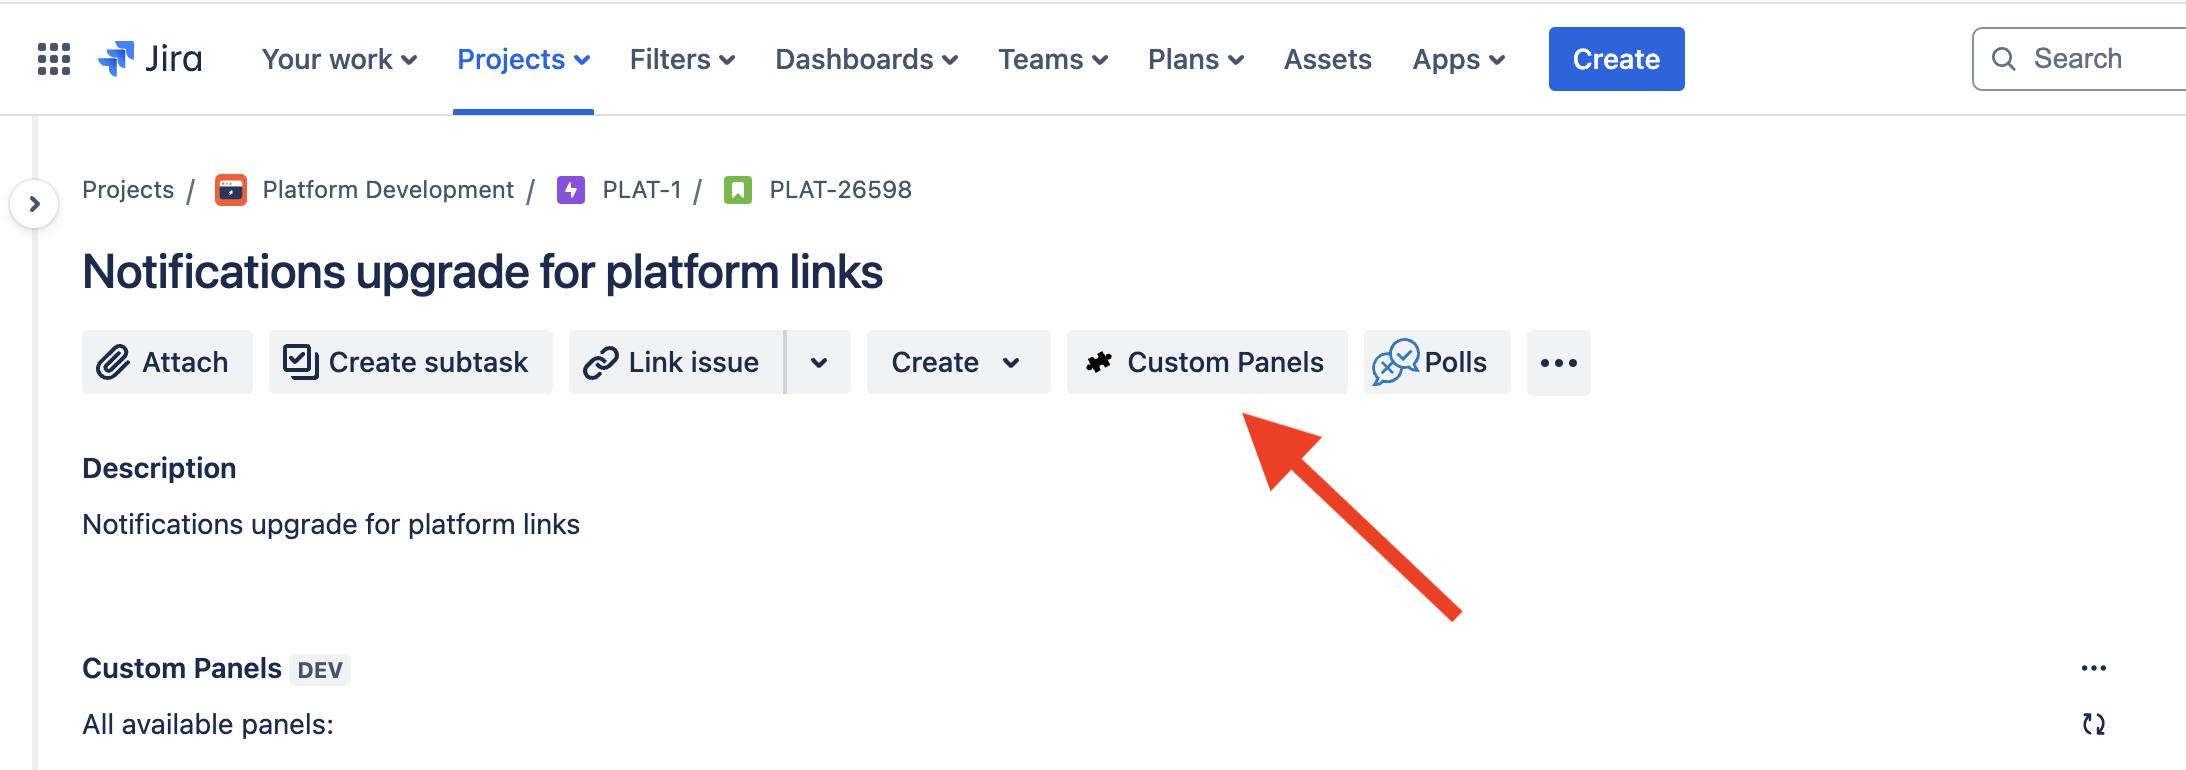 Jira Your work Projects Filters Dashboards Teams Plans Assets Apps Create Search
Projects / Platform Development / PLAT-1 / PLAT-26598
Notifications upgrade for platform links
Attach Create subtask Link issue Create Custom Panels Polls
Description
Notifications upgrade for platform links
Custom Panels DEV
All available panels: